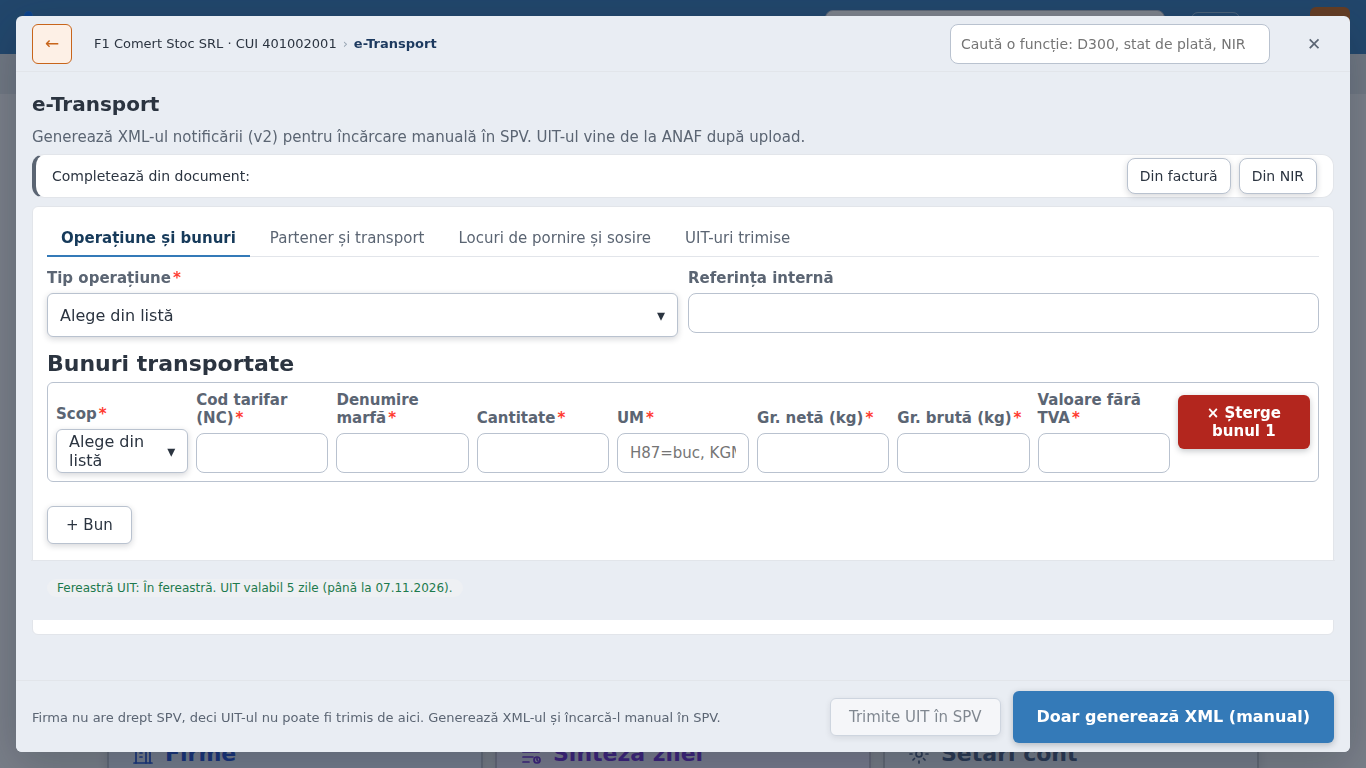 ←
F1 Comert Stoc SRL · CUI 401002001 › e-Transport
Caută o funcție: D300, stat de plată, NIR
✕
e-Transport
Generează XML-ul notificării (v2) pentru încărcare manuală în SPV. UIT-ul vine de la ANAF după upload.
Completează din document:
Din factură
Din NIR
Operațiune și bunuri
Partener și transport
Locuri de pornire și sosire
UIT-uri trimise
Tip operațiune*
Referința internă
Alege din listă
Bunuri transportate
Scop*
Cod tarifar
(NC)*
Denumire
marfă*
Cantitate*
UM*
Gr. netă (kg)*
Gr. brută (kg)*
Valoare fără
TVA*
× Șterge
bunul 1
Alege din
listă
H87=buc, KGM
+ Bun
Fereastră UIT: În fereastră. UIT valabil 5 zile (până la 07.11.2026).
Firma nu are drept SPV, deci UIT-ul nu poate fi trimis de aici. Generează XML-ul și încarcă-l manual în SPV.
Trimite UIT în SPV
Doar generează XML (manual)
Firme
Sinteza zilei
Setări cont